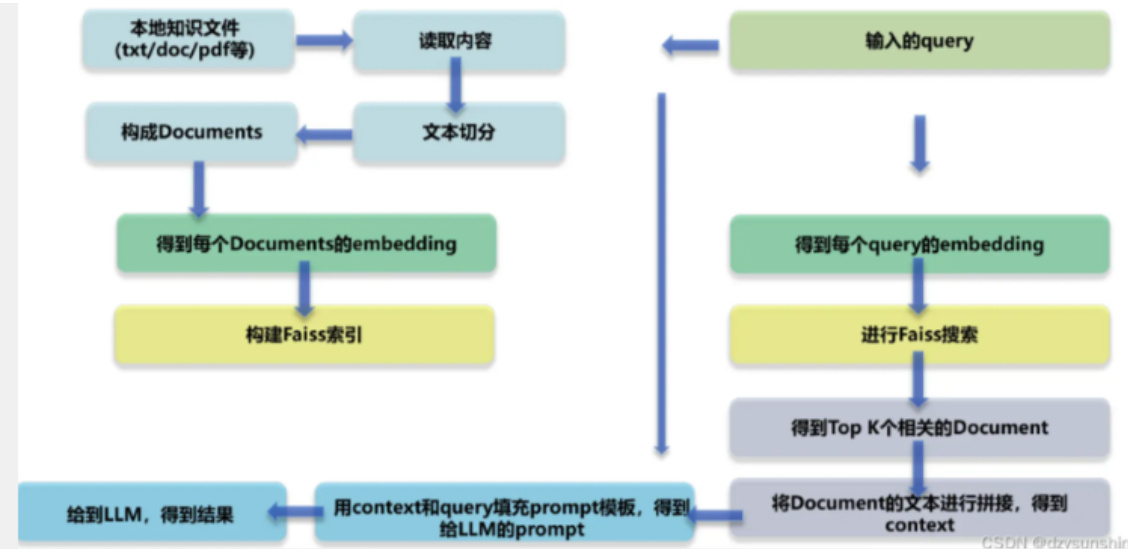 本地知识文件
(txt/doc/pdf等)
读取内容
输入的query
构成Documents
文本切分
得到每个Documents的embedding
得到每个query的embedding
构建Faiss索引
进行Faiss搜索
得到Top K个相关的Document
给到LLM，得到结果
用context和query填充prompt模板，得到
给LLM的prompt
将Document的文本进行拼接，得到
context
CSDN